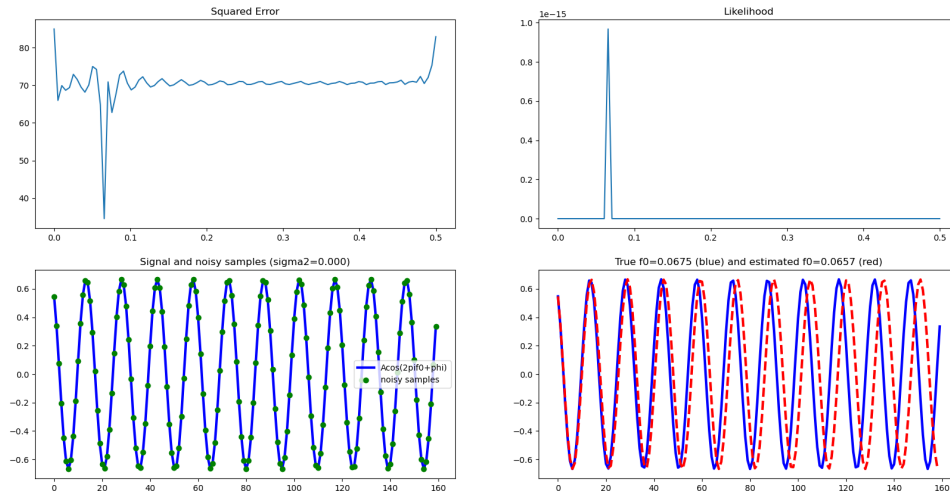 Squared Error
80
70
60
50
40
0.0 0.1 0.2 0.3 0.4 0.5
Likelihood
1e−15
1.0
0.8
0.6
0.4
0.2
0.0
0.0 0.1 0.2 0.3 0.4 0.5
Signal and noisy samples (sigma2=0.000)
0.6
0.4
0.2
0.0
−0.2
−0.4
−0.6
Acos(2pif0+phi)
noisy samples
0 20 40 60 80 100 120 140 160
True f0=0.0675 (blue) and estimated f0=0.0657 (red)
0.6
0.4
0.2
0.0
−0.2
−0.4
−0.6
0 20 40 60 80 100 120 140 160